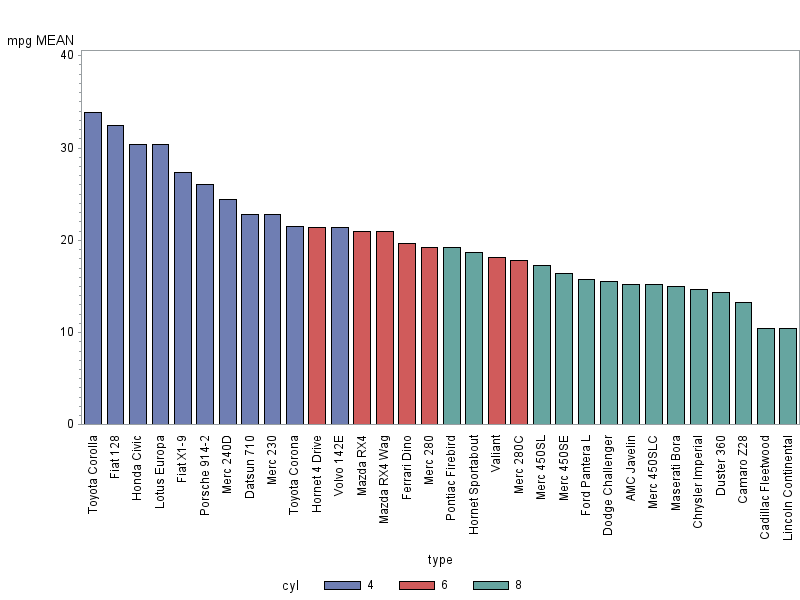 mpg MEAN
40
30
20
10
0
Toyota Corolla
Fiat 128
Honda Civic
Lotus Europa
Fiat X1-9
Porsche 914-2
Merc 240D
Datsun 710
Merc 230
Toyota Corona
Hornet 4 Drive
Volvo 142E
Mazda RX4
Mazda RX4 Wag
Ferrari Dino
Merc 280
Pontiac Firebird
Hornet Sportabout
Valiant
Merc 280C
Merc 450SL
Merc 450SE
Ford Pantera L
Dodge Challenger
AMC Javelin
Merc 450SLC
Maserati Bora
Chrysler Imperial
Duster 360
Camaro Z28
Cadillac Fleetwood
Lincoln Continental
type
cyl 4 6 8